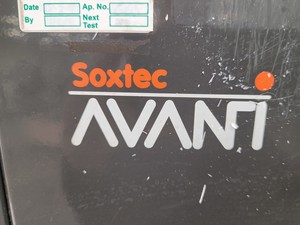 Date Ap. No.
By Next
Test
Soxtec
AVANTI